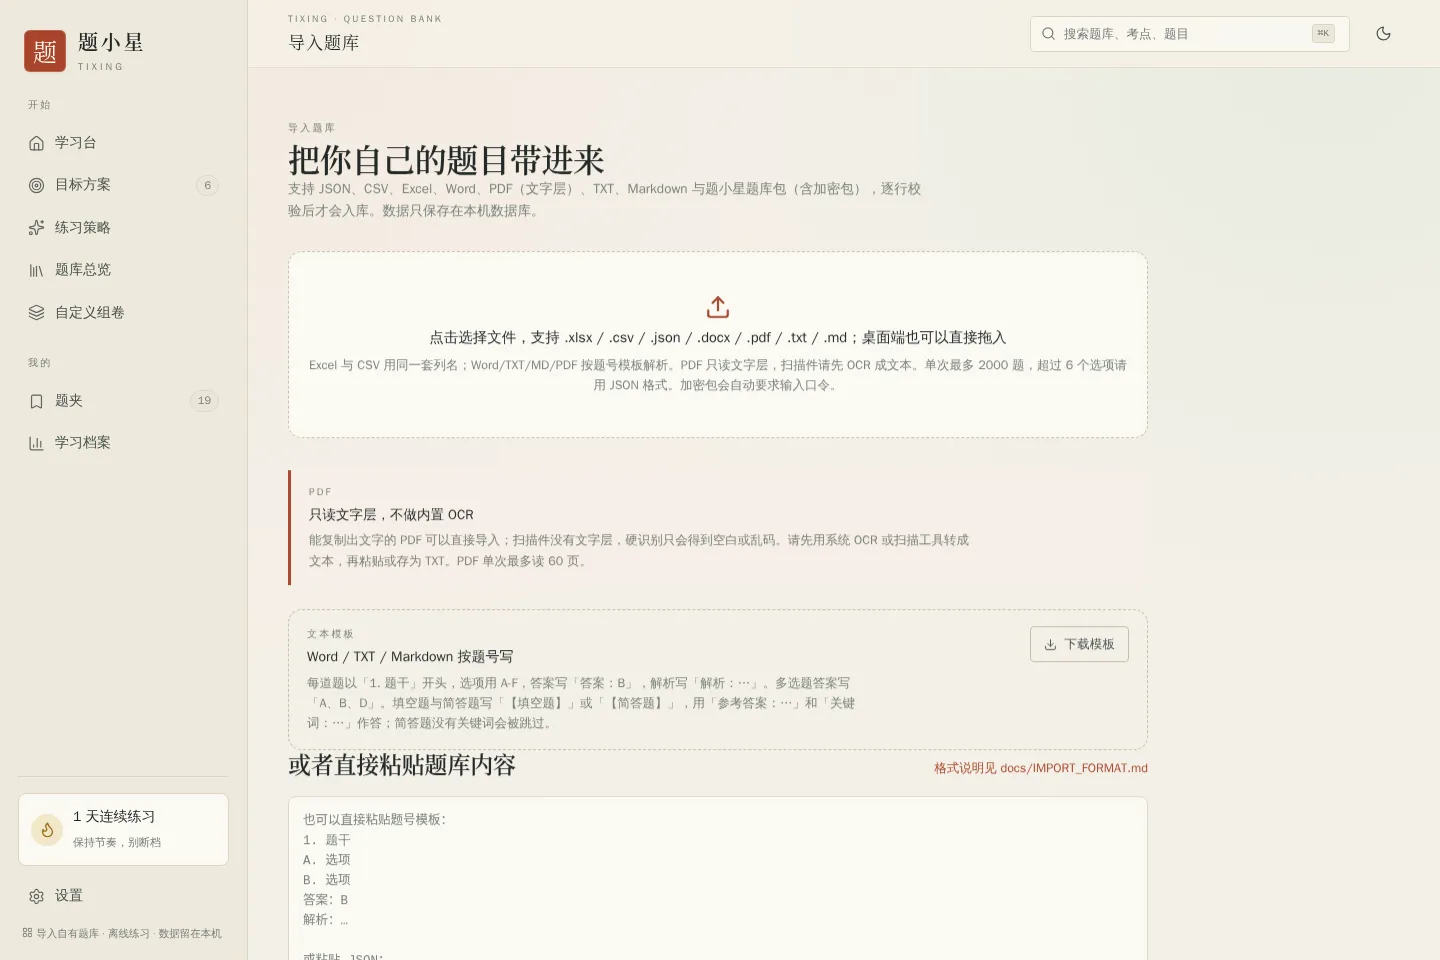 题
题小星
TIXING
开始
学习台
目标方案
6
练习策略
题库总览
自定义组卷
我的
题夹
19
学习档案
1 天连续练习
保持节奏，别断档
设置
导入自有题库 · 离线练习 · 数据留在本机
TIXING · QUESTION BANK
导入题库
搜索题库、考点、题目
⌘K
导入题库
把你自己的题目带进来
支持 JSON、CSV、Excel、Word、PDF（文字层）、TXT、Markdown 与题小星题库包（含加密包），逐行校
验后才会入库。数据只保存在本机数据库。
点击选择文件，支持 .xlsx / .csv / .json / .docx / .pdf / .txt / .md；桌面端也可以直接拖入
Excel 与 CSV 用同一套列名；Word/TXT/MD/PDF 按题号模板解析。PDF 只读文字层，扫描件请先 OCR 成文本。单次最多 2000 题，超过 6 个选项请
用 JSON 格式。加密包会自动要求输入口令。
PDF
只读文字层，不做内置 OCR
能复制出文字的 PDF 可以直接导入；扫描件没有文字层，硬识别只会得到空白或乱码。请先用系统 OCR 或扫描工具转成
文本，再粘贴或存为 TXT。PDF 单次最多读 60 页。
文本模板
Word / TXT / Markdown 按题号写
下载模板
每道题以「1. 题干」开头，选项用 A-F，答案写「答案：B」，解析写「解析：…」。多选题答案写
「A、B、D」。填空题与简答题写「【填空题】」或「【简答题】」，用「参考答案：…」和「关键
词：…」作答；简答题没有关键词会被跳过。
或者直接粘贴题库内容
格式说明见 docs/IMPORT_FORMAT.md
也可以直接粘贴题号模板：
1. 题干
A. 选项
B. 选项
答案：B
解析：…
或粘贴 JSON：